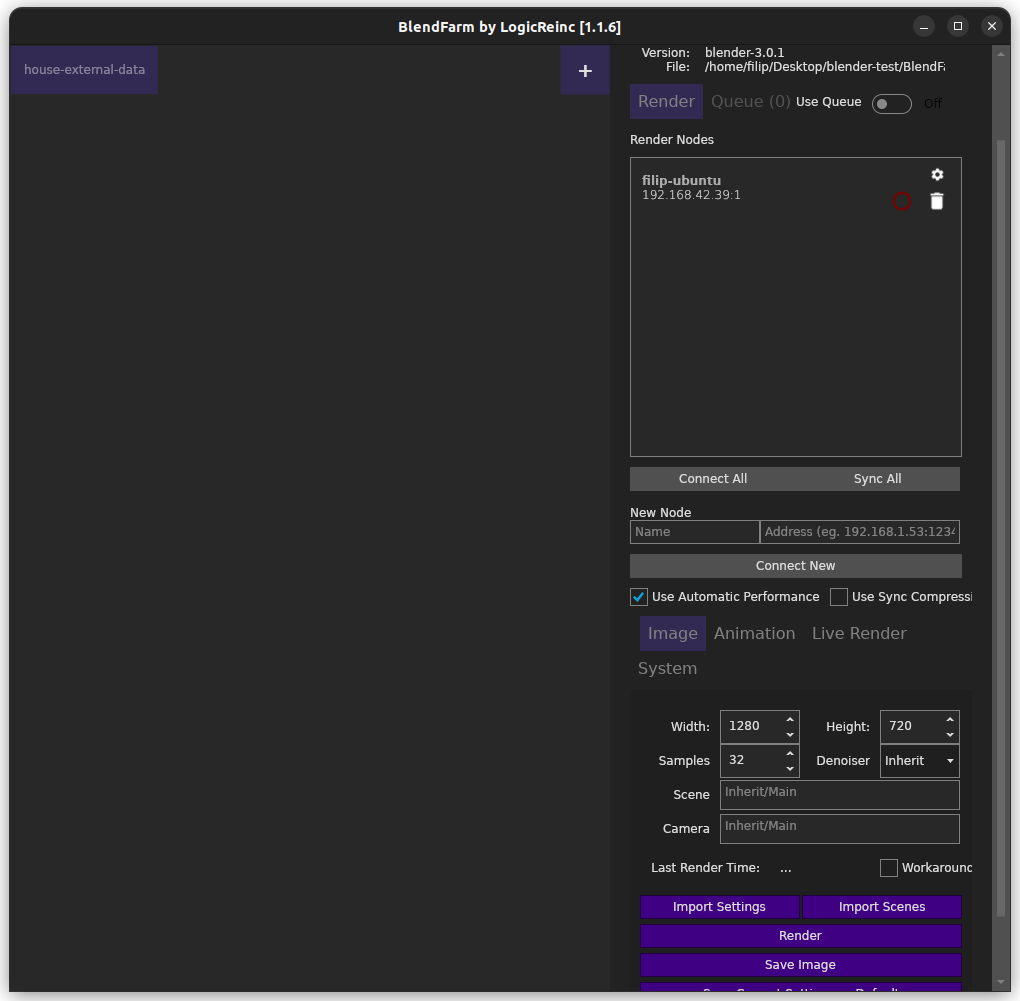 BlendFarm by LogicReinc [1.1.6]
house-external-data
+
Version: blender-3.0.1
File: /home/filip/Desktop/blender-test/BlendFa
Render Queue (0) Use Queue Off
Render Nodes
filip-ubuntu
192.168.42.39:1
Connect All Sync All
New Node
Name Address (eg. 192.168.1.53:1234
Connect New
Use Automatic Performance Use Sync Compressi
Image Animation Live Render
System
Width: 1280 Height: 720
Samples 32 Denoiser Inherit
Scene Inherit/Main
Camera Inherit/Main
Last Render Time: ... Workaround
Import Settings Import Scenes
Render
Save Image